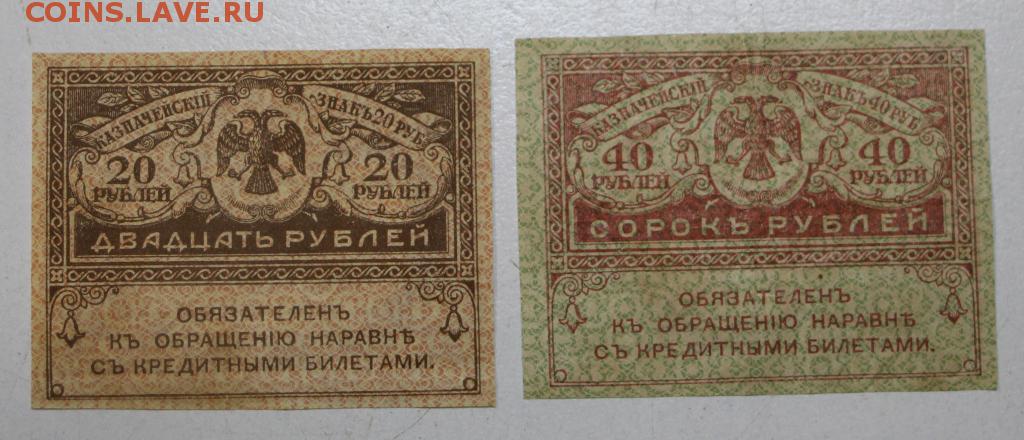 COINS.LAVE.RU
КАЗНАЧЕЙСКІЙ ЗНАКЪ 20 РУБ
20 20
РУБЛЕЙ РУБЛЕЙ
ДВАДЦАТЬ РУБЛЕЙ
ОБЯЗАТЕЛЕНЪ
КЪ ОБРАЩЕНІЮ НАРАВНѢ
СЪ КРЕДИТНЫМИ БИЛЕТАМИ.
КАЗНАЧЕЙСКІЙ ЗНАКЪ 40 РУБ
40 40
РУБЛЕЙ РУБЛЕЙ
СОРОКЪ РУБЛЕЙ
ОБЯЗАТЕЛЕНЪ
КЪ ОБРАЩЕНІЮ НАРАВНѢ
СЪ КРЕДИТНЫМИ БИЛЕТАМИ.